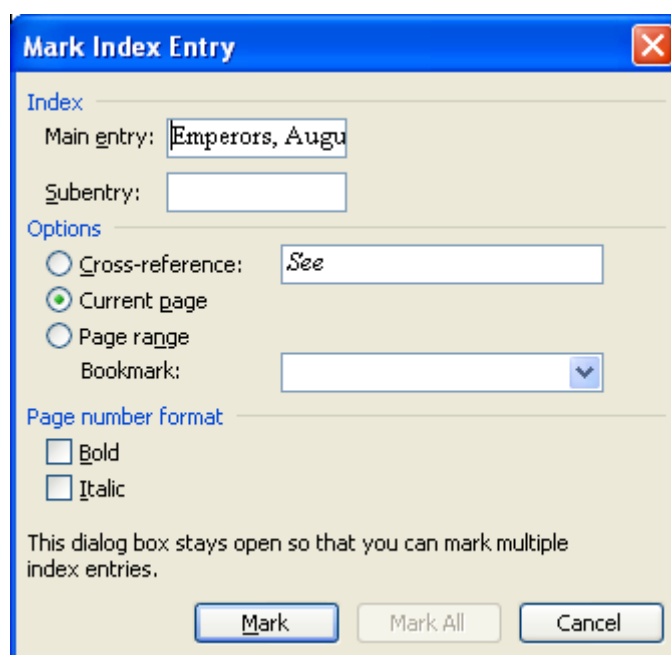 Mark Index Entry
Index
Main entry: Emperors, Augu
Subentry:
Options
Cross-reference: See
Current page
Page range
Bookmark:
Page number format
Bold
Italic
This dialog box stays open so that you can mark multiple
index entries.
Mark Mark All Cancel